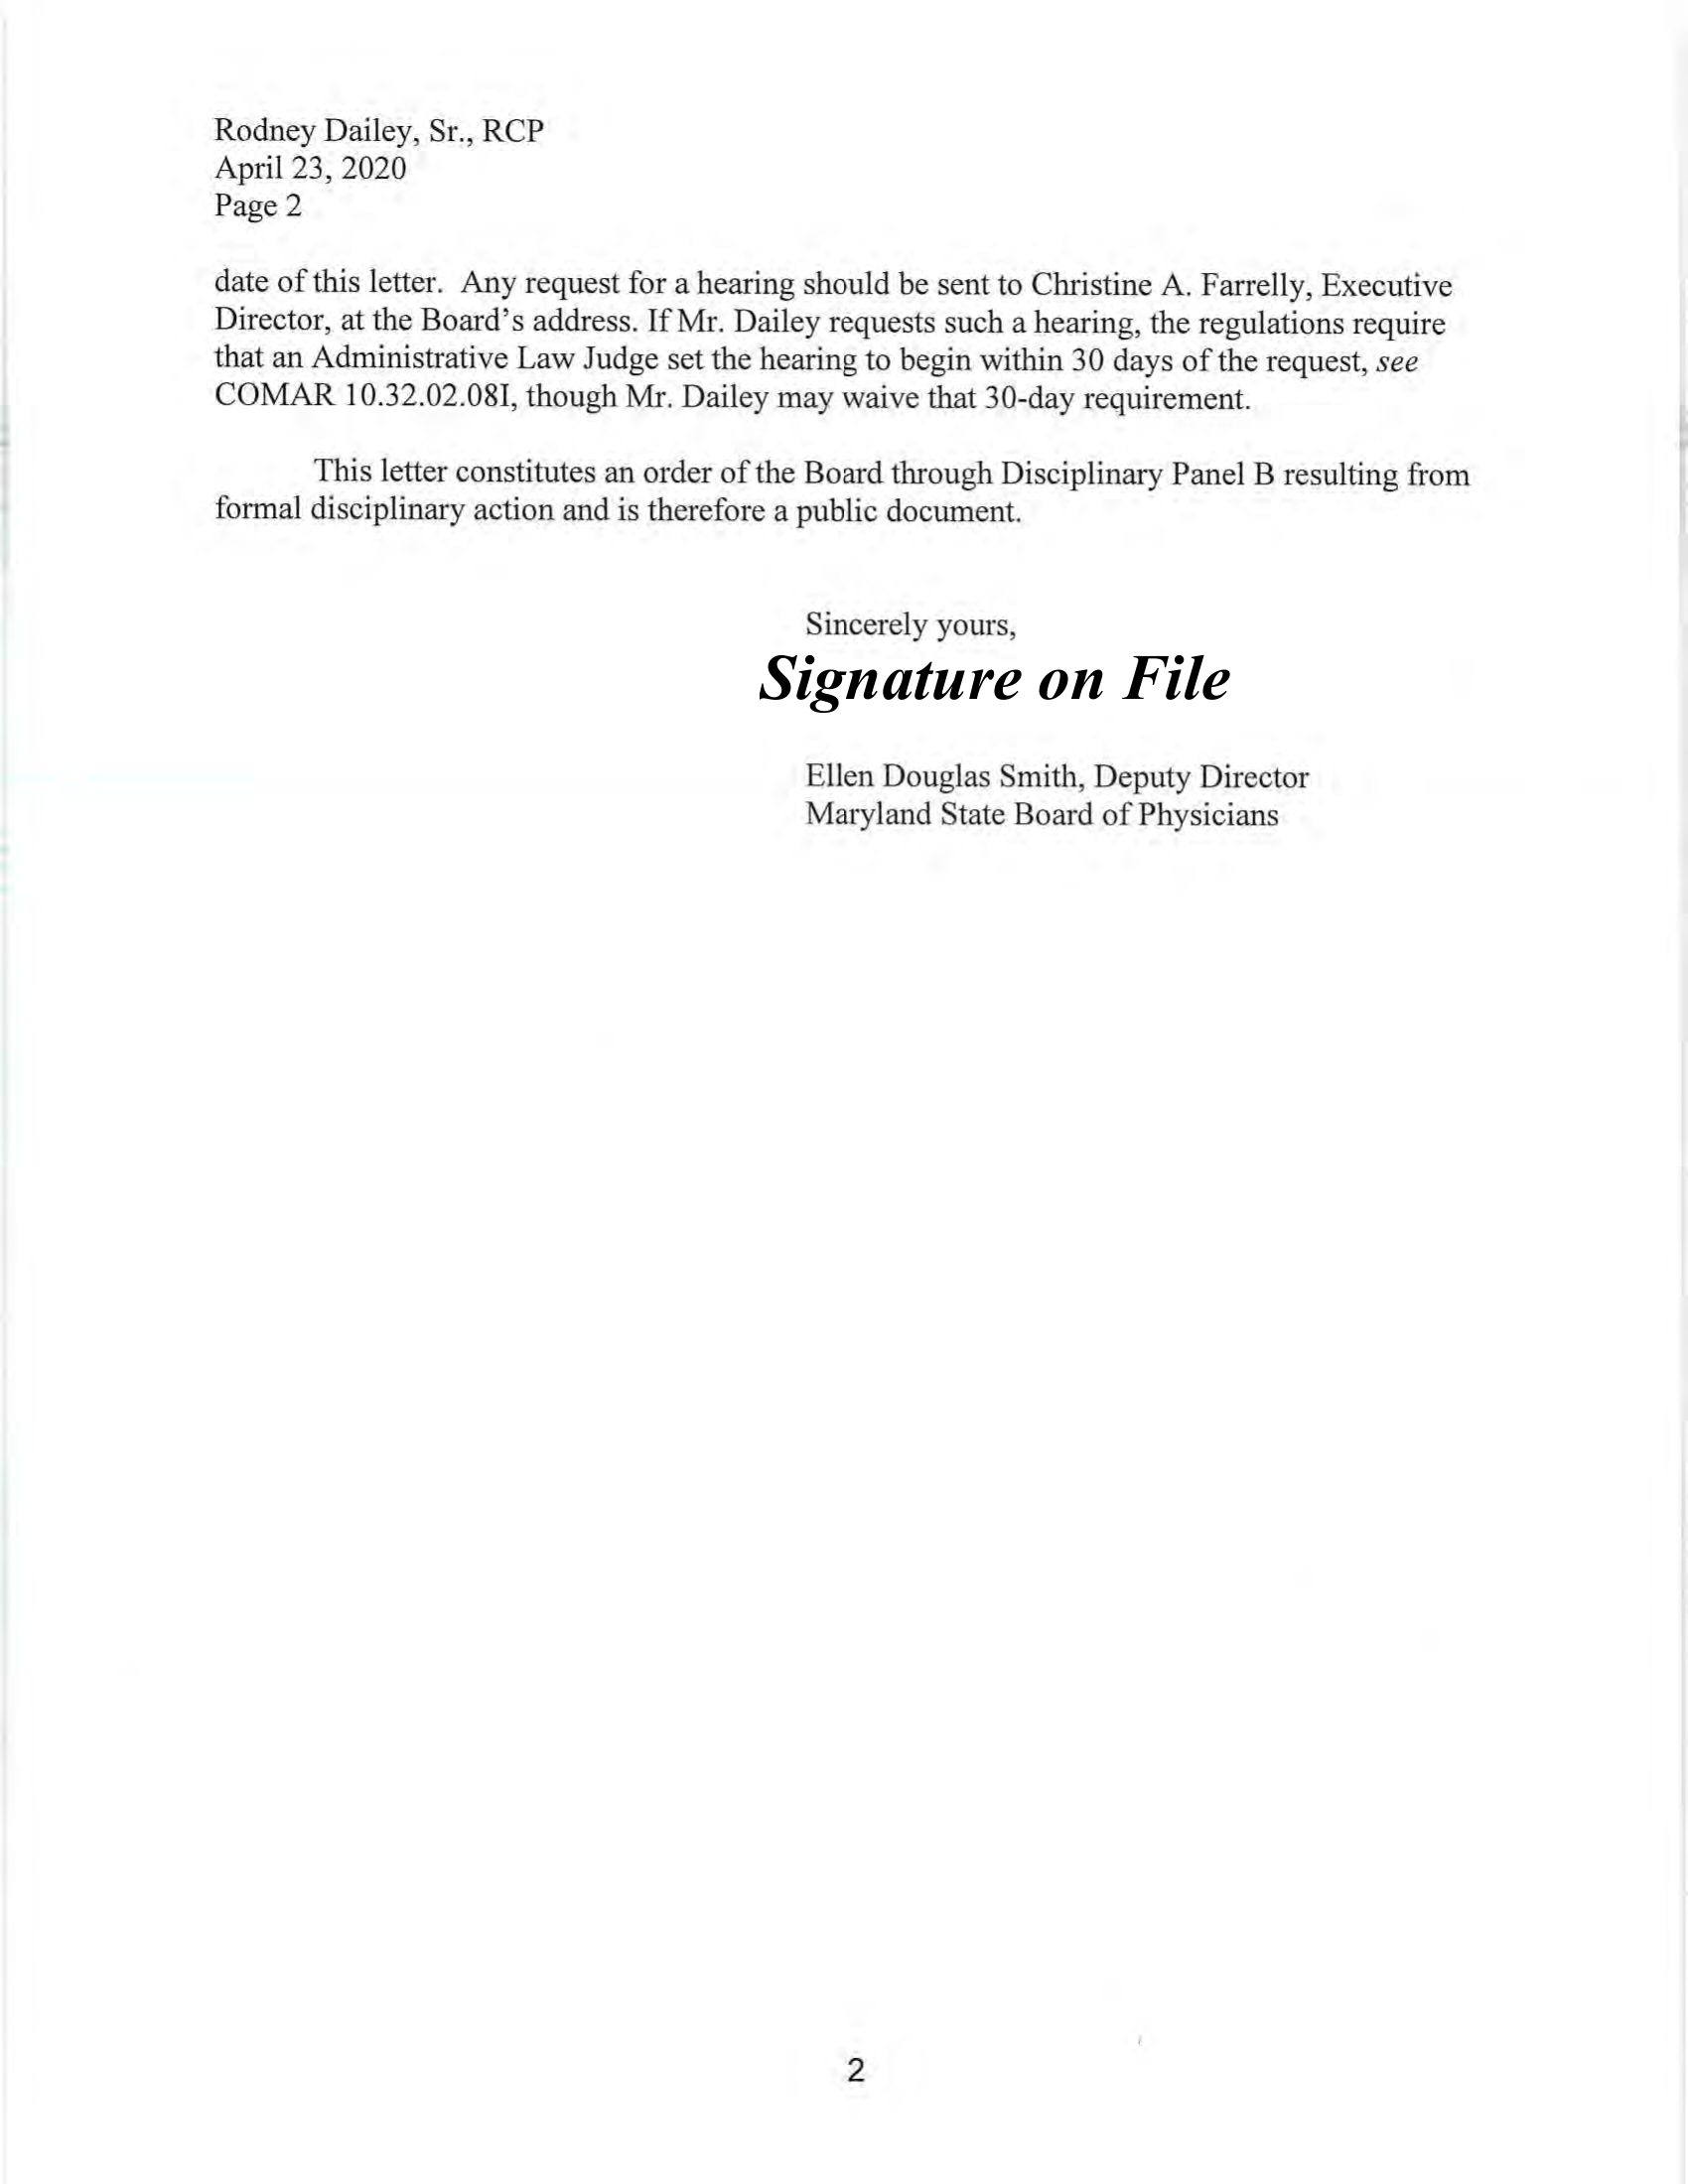 Rodney Dailey, Sr., RCP
April 23, 2020
Page 2
date of this letter. Any request for a hearing should be sent to Christine A. Farrelly, Executive
Director, at the Board's address. If Mr. Dailey requests such a hearing, the regulations require
that an Administrative Law Judge set the hearing to begin within 30 days of the request, see
COMAR 10.32.02.08I, though Mr. Dailey may waive that 30-day requirement.
This letter constitutes an order of the Board through Disciplinary Panel B resulting from
formal disciplinary action and is therefore a public document.
Sincerely yours,
Signature on File
Ellen Douglas Smith, Deputy Director
Maryland State Board of Physicians
2